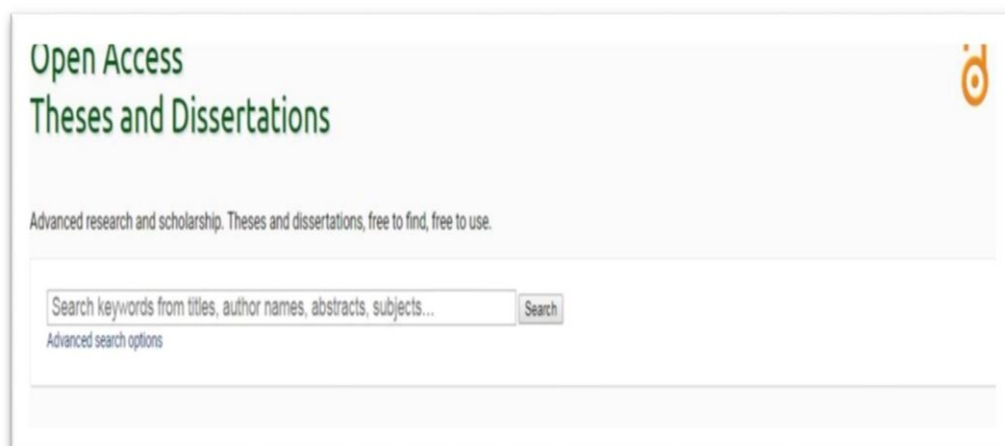 Open Access
Theses and Dissertations
Advanced research and scholarship. Theses and dissertations, free to find, free to use.
Search keywords from titles, author names, abstracts, subjects...
Search
Advanced search options